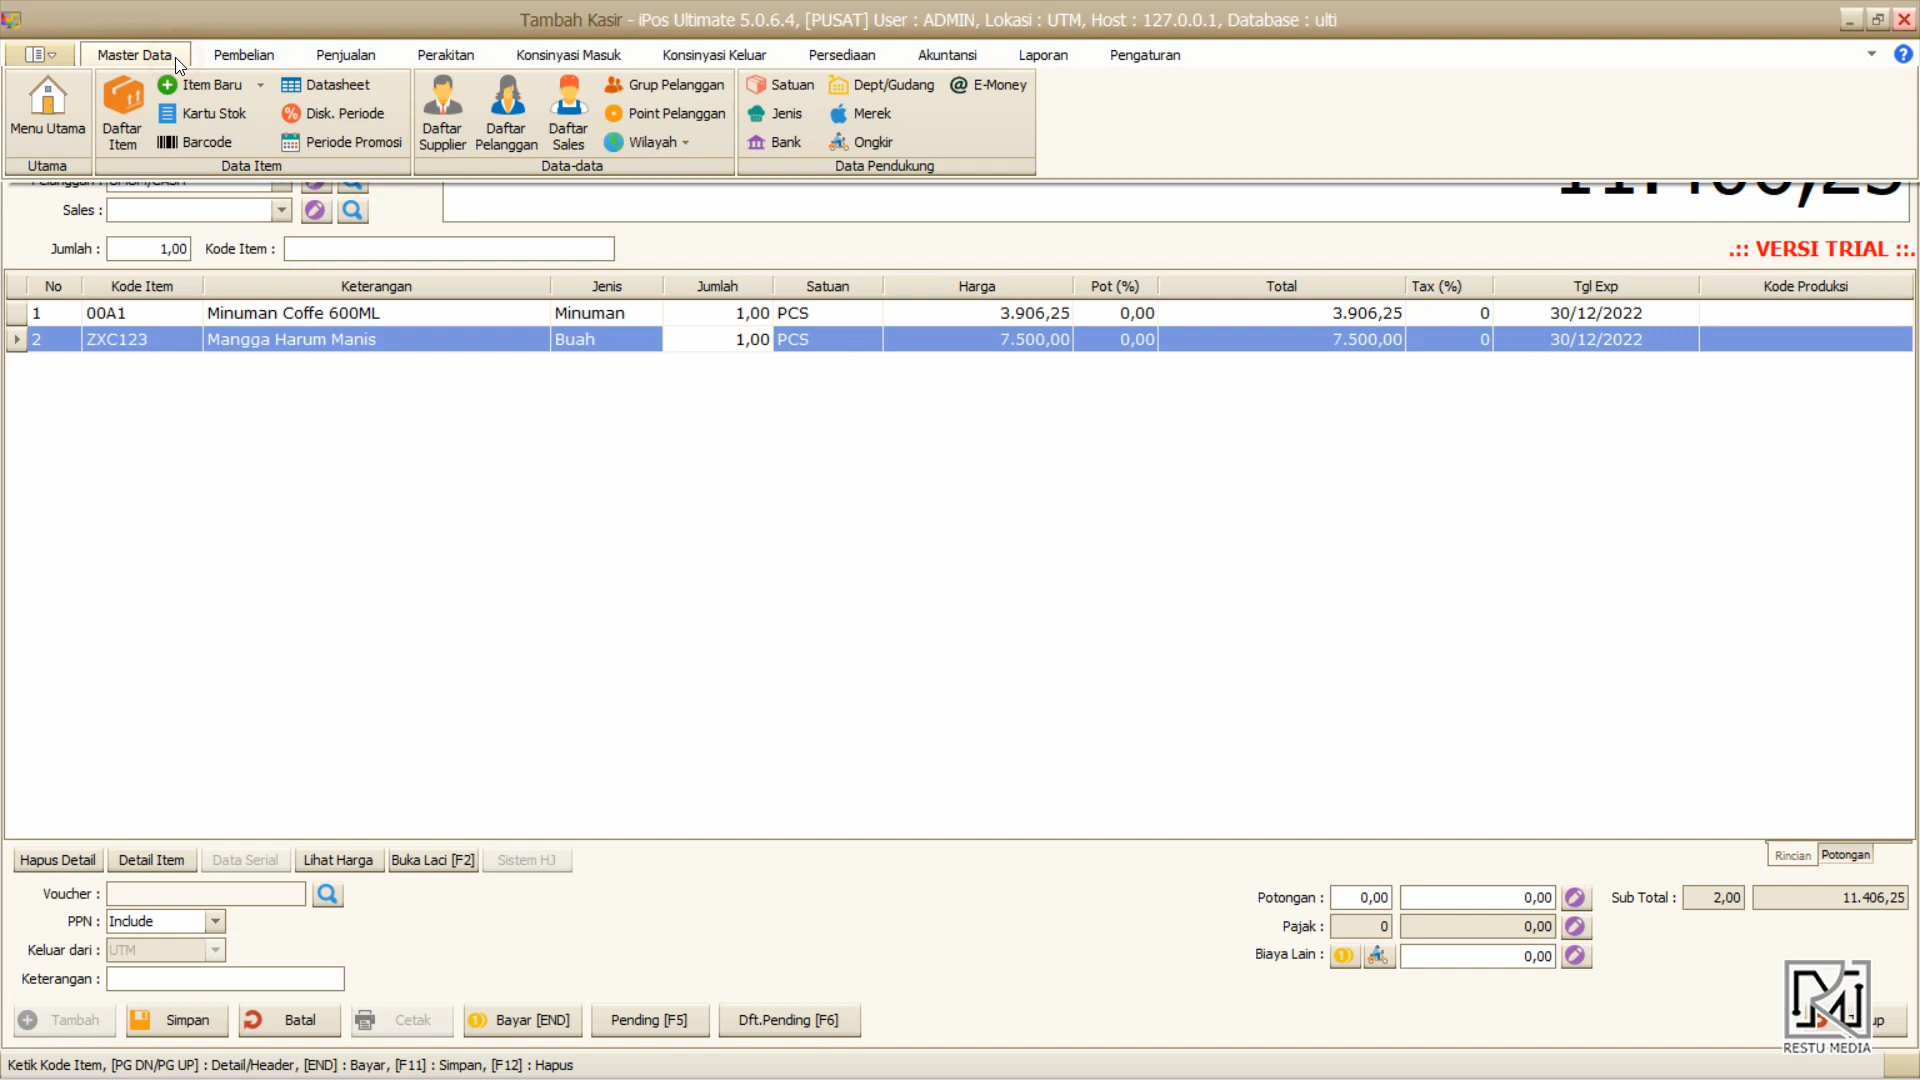 Tambah Kasir - iPos Ultimate 5.0.6.4, [PUSAT] User : ADMIN, Lokasi : UTM, Host : 127.0.0.1, Database : ulti
Master Data Pembelian Penjualan Perakitan Konsinyasi Masuk Konsinyasi Keluar Persediaan Akuntansi Laporan Pengaturan
Item Baru Datasheet Grup Pelanggan Satuan Dept/Gudang E-Money
Kartu Stok Disk. Periode Point Pelanggan Jenis Merek
Menu Utama Daftar Item Barcode Periode Promosi Daftar Supplier Daftar Pelanggan Daftar Sales Wilayah Bank Ongkir
Utama Data Item Data-data Data Pendukung
Pelanggan : UMUM/CASH 11.406,25
Sales :
Jumlah : 1,00 Kode Item : .:: VERSI TRIAL ::.
No Kode Item Keterangan Jenis Jumlah Satuan Harga Pot (%) Total Tax (%) Tgl Exp Kode Produksi
1 00A1 Minuman Coffe 600ML Minuman 1,00 PCS 3.906,25 0,00 3.906,25 0 30/12/2022
2 ZXC123 Mangga Harum Manis Buah 1,00 PCS 7.500,00 0,00 7.500,00 0 30/12/2022
Hapus Detail Detail Item Data Serial Lihat Harga Buka Laci [F2] Sistem HJ Rincian Potongan
Voucher : Potongan : 0,00 0,00 Sub Total : 2,00 11.406,25
PPN : Include Pajak : 0 0,00
Keluar dari : UTM Biaya Lain : 0,00
Keterangan :
Tambah Simpan Batal Cetak Bayar [END] Pending [F5] Dft.Pending [F6]
RESTU MEDIA
Ketik Kode Item, [PG DN/PG UP] : Detail/Header, [END] : Bayar, [F11] : Simpan, [F12] : Hapus